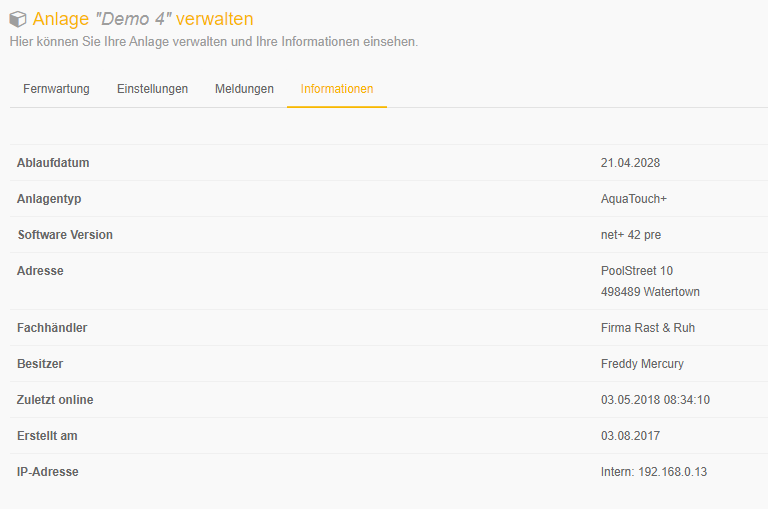 Anlage "Demo 4" verwalten
Hier können Sie Ihre Anlage verwalten und Ihre Informationen einsehen.
Fernwartung Einstellungen Meldungen Informationen
Ablaufdatum 21.04.2028
Anlagentyp AquaTouch+
Software Version net+ 42 pre
Adresse PoolStreet 10
498489 Watertown
Fachhändler Firma Rast & Ruh
Besitzer Freddy Mercury
Zuletzt online 03.05.2018 08:34:10
Erstellt am 03.08.2017
IP-Adresse Intern: 192.168.0.13